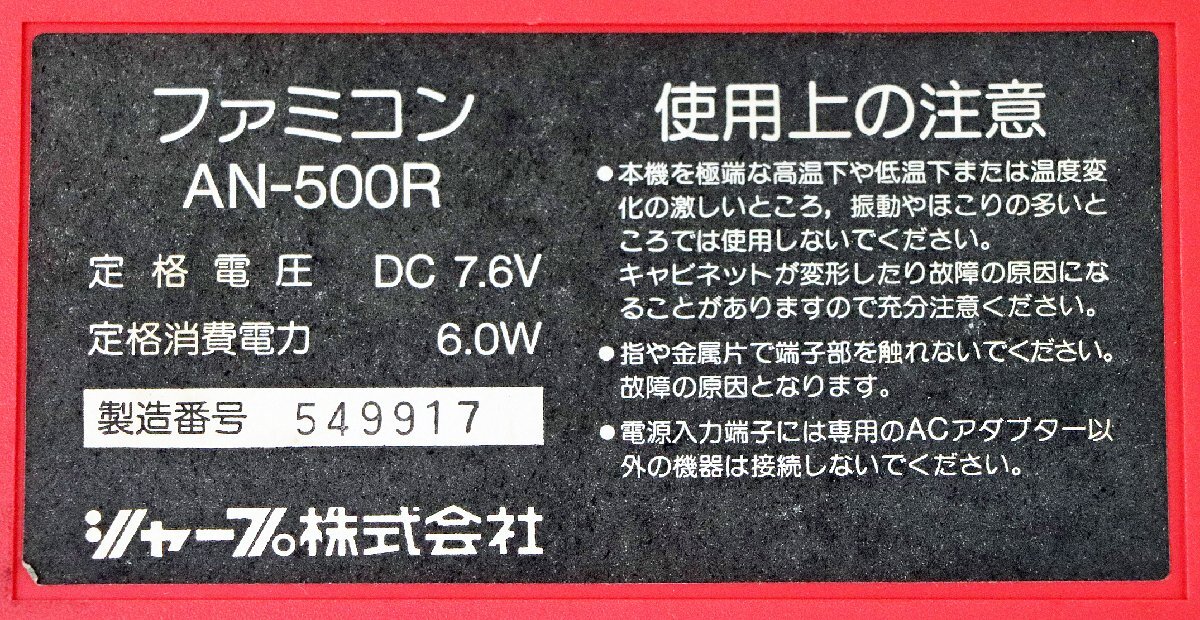 ファミコン
AN-500R
定格電圧 DC 7.6V
定格消費電力 6.0W
製造番号 549917
シャープ株式会社
使用上の注意
●本機を極端な高温下や低温下または温度変
化の激しいところ，振動やほこりの多いと
ころでは使用しないでください。
キャビネットが変形したり故障の原因にな
ることがありますので充分注意ください。
●指や金属片で端子部を触れないでください。
故障の原因となります。
●電源入力端子には専用のACアダプター以
外の機器は接続しないでください。